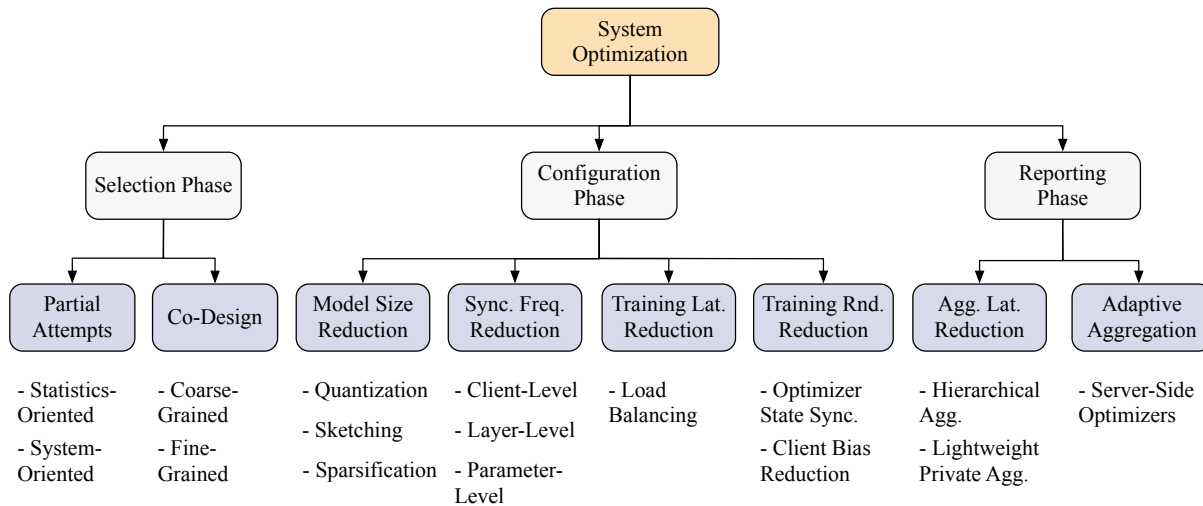 System
Optimization
Selection Phase
Configuration
Phase
Reporting
Phase
Partial
Attempts
Co-Design
Model Size
Reduction
Sync. Freq.
Reduction
Training Lat.
Reduction
Training Rnd.
Reduction
Agg. Lat.
Reduction
Adaptive
Aggregation
- Statistics-
Oriented
- System-
Oriented
- Coarse-
Grained
- Fine-
Grained
- Quantization
- Sketching
- Sparsification
- Client-Level
- Layer-Level
- Parameter-
Level
- Load
Balancing
- Optimizer
State Sync.
- Client Bias
Reduction
- Hierarchical
Agg.
- Lightweight
Private Agg.
- Server-Side
Optimizers